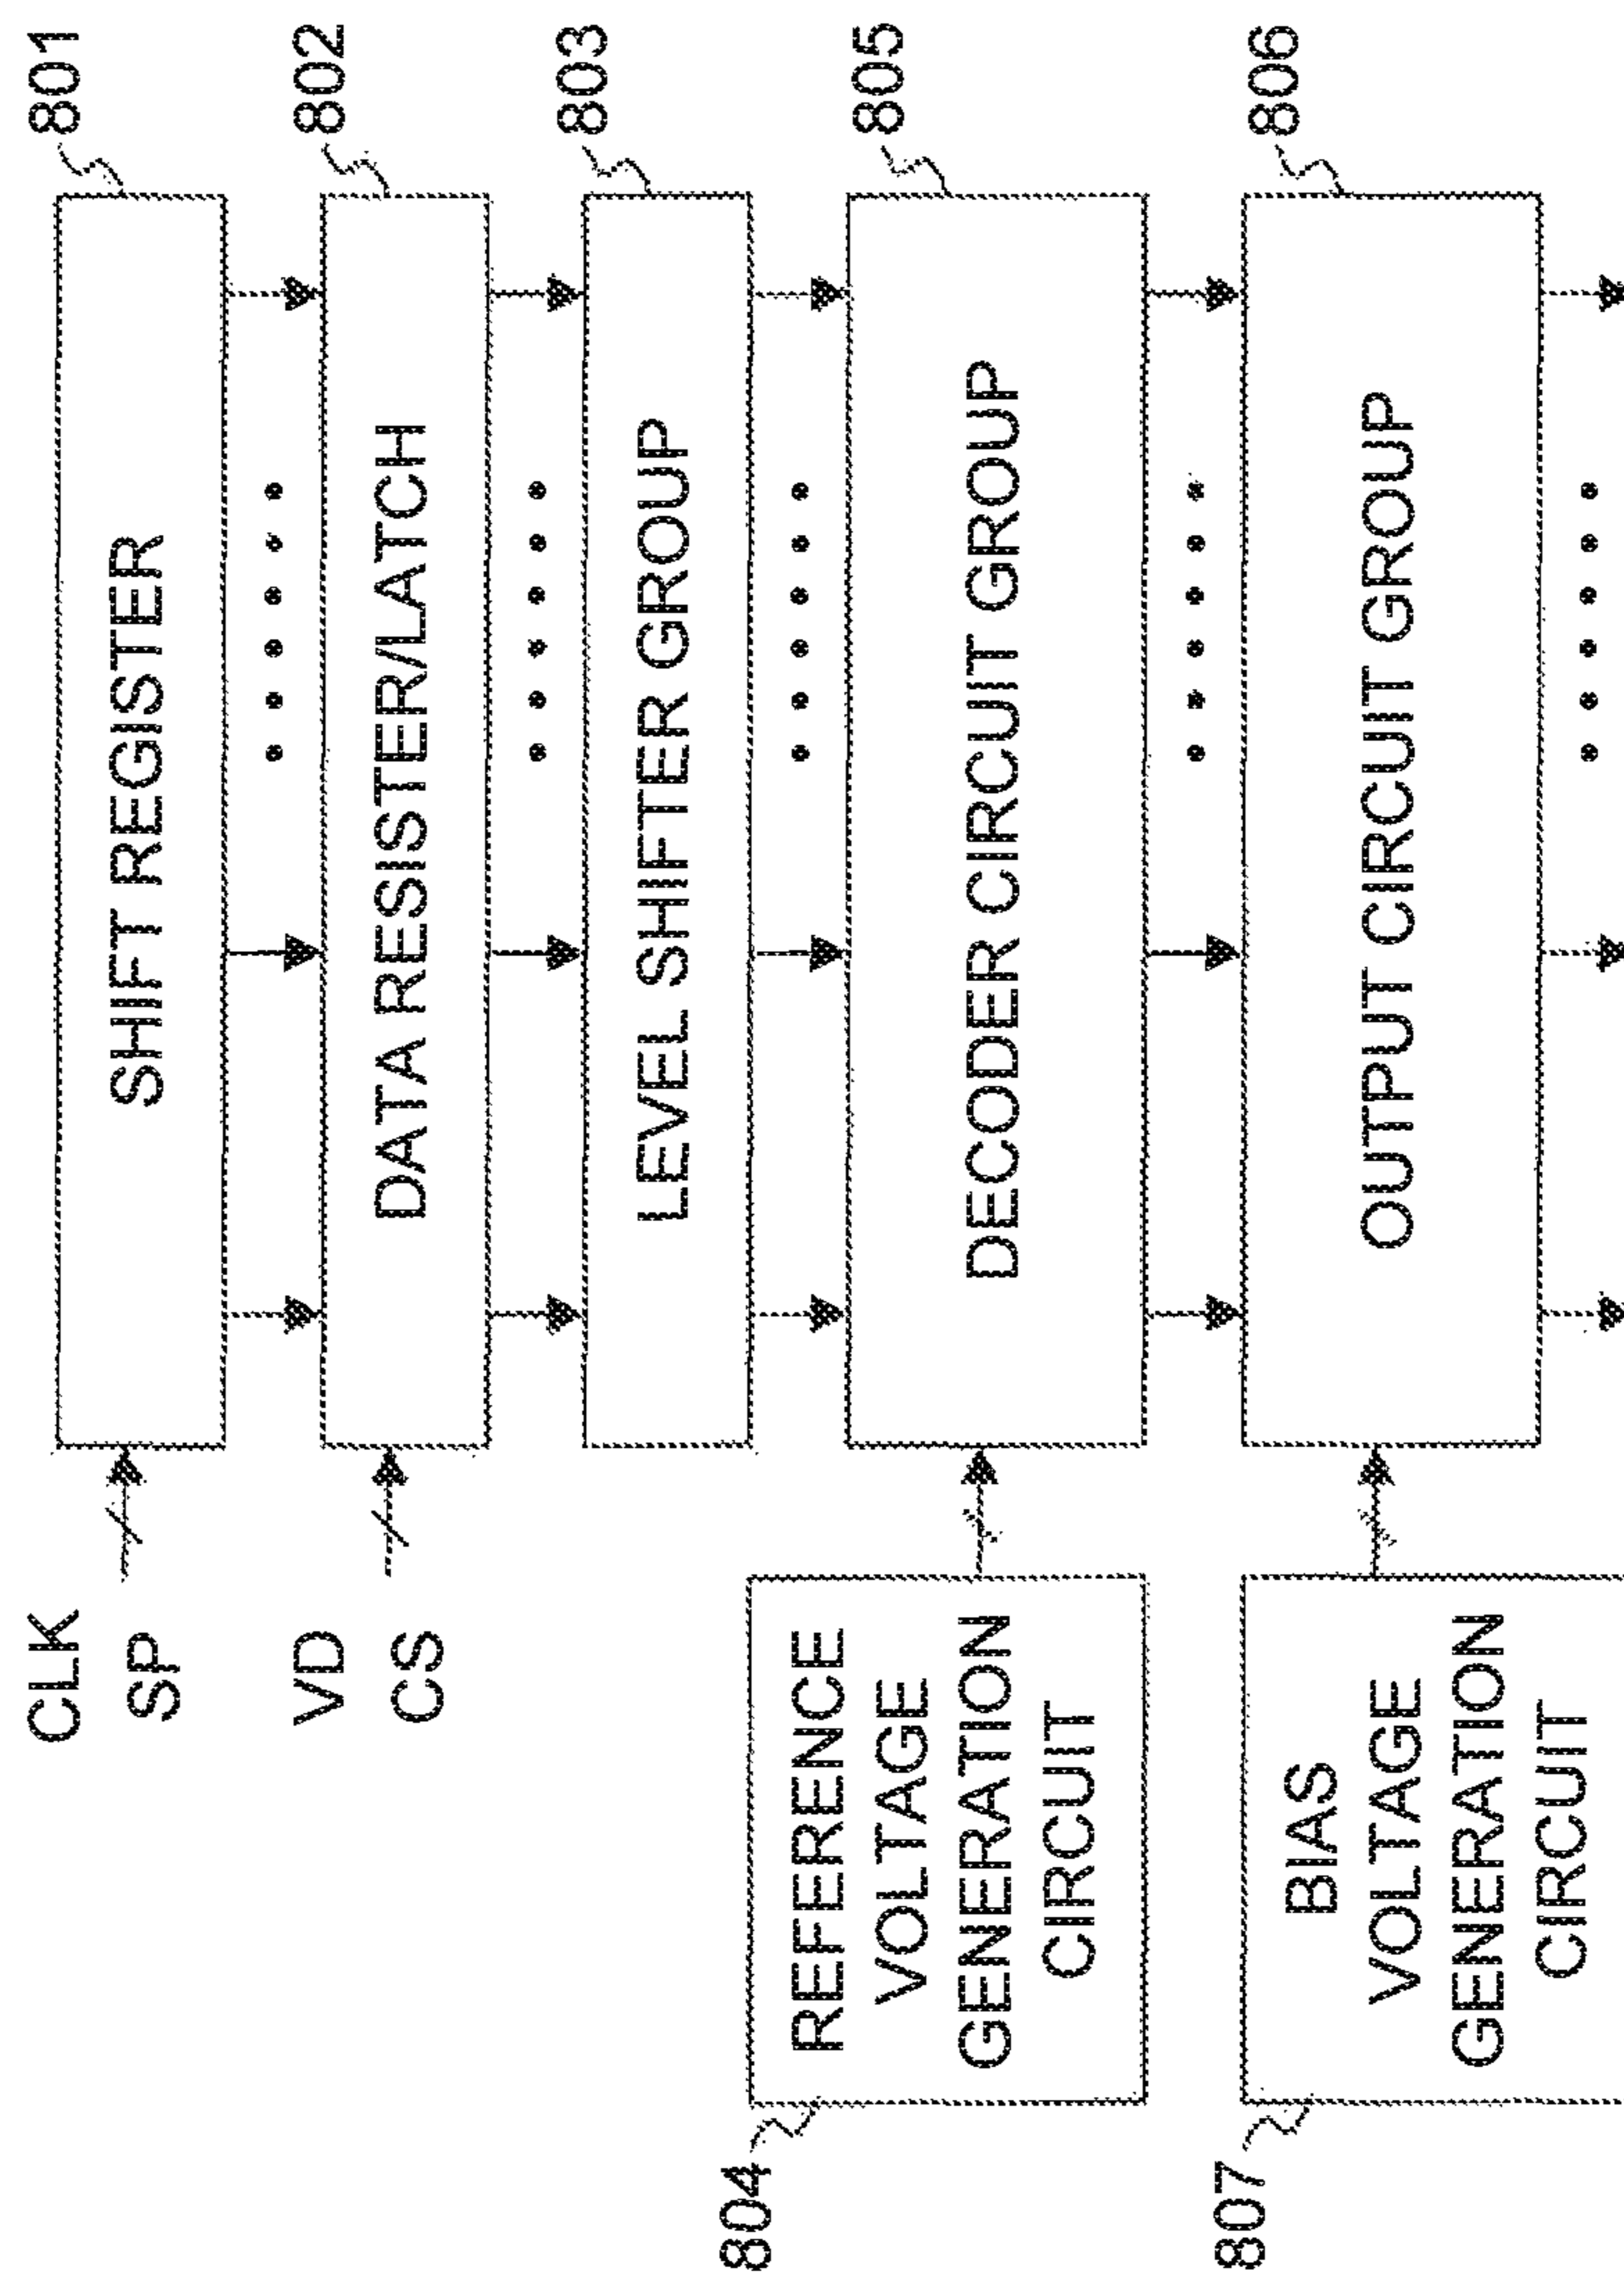 801
CLK
SP
SHIFT REGISTER
802
VD
CS
DATA RESISTER/LATCH
803
LEVEL SHIFTER GROUP
804
REFERENCE
VOLTAGE
GENERATION
CIRCUIT
805
DECODER CIRCUIT GROUP
806
OUTPUT CIRCUIT GROUP
807
BIAS
VOLTAGE
GENERATION
CIRCUIT